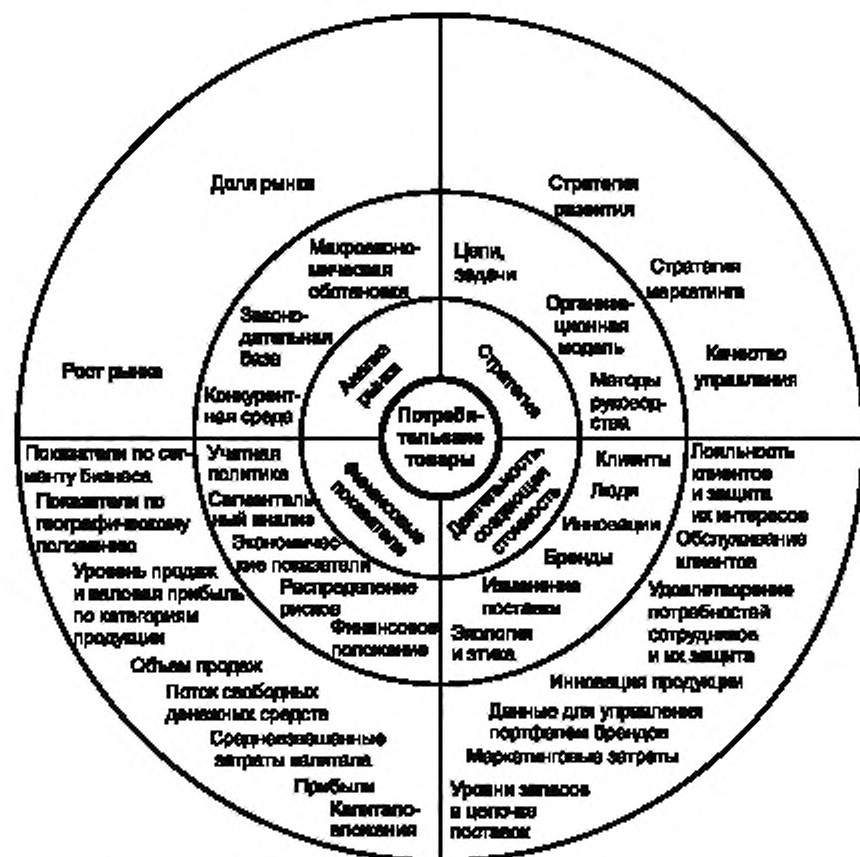 Доля рынка
Рост рынка
Макроэконо-
мическая
обстановка
Законо-
дательная
база
Конкурент-
ная среда
Анализ
рынка
Стратегия
развития
Стратегия
маркетинга
Качество
управления
Цели,
задачи
Организа-
ционная
модель
Методы
руковод-
ства
Стратегия
Потреби-
тельские
товары
Показатели по сег-
менту бизнеса
Показатели по
географическому
положению
Уровень продаж
и валовая прибыль
по категориям
продукции
Объем продаж
Поток свободных
денежных средств
Средневзвешенные
затраты капитала
Прибыли
Капитало-
вложения
Учетная
политика
Сегменталь-
ный анализ
Экономичес-
кие показатели
Распределение
рисков
Финансовое
положение
Финансовые
показатели
Деятельность,
создающая
стоимость
Клиенты
Люди
Инновации
Бренды
Изменение
поставки
Экология
и этика
Лояльность
клиентов
и защита
их интересов
Обслуживание
клиентов
Удовлетворение
потребностей
сотрудников
и их защита
Инновация продукции
Данные для управления
портфелем брендов
Маркетинговые затраты
Уровни запасов
в цепочке
поставок